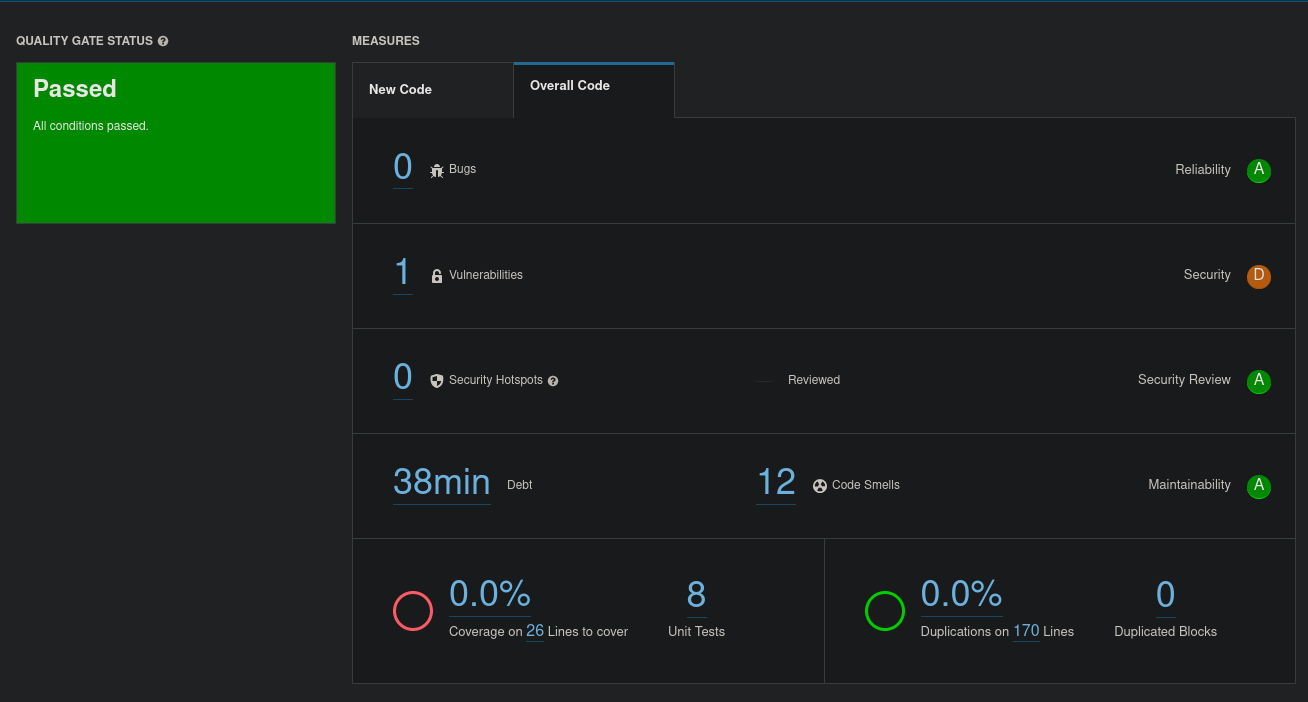 QUALITY GATE STATUS
Passed
All conditions passed.
MEASURES
New Code
Overall Code
0 Bugs
Reliability A
1 Vulnerabilities
Security D
0 Security Hotspots
Reviewed
Security Review A
38min Debt
12 Code Smells
Maintainability A
0.0%
Coverage on 26 Lines to cover
8
Unit Tests
0.0%
Duplications on 170 Lines
0
Duplicated Blocks